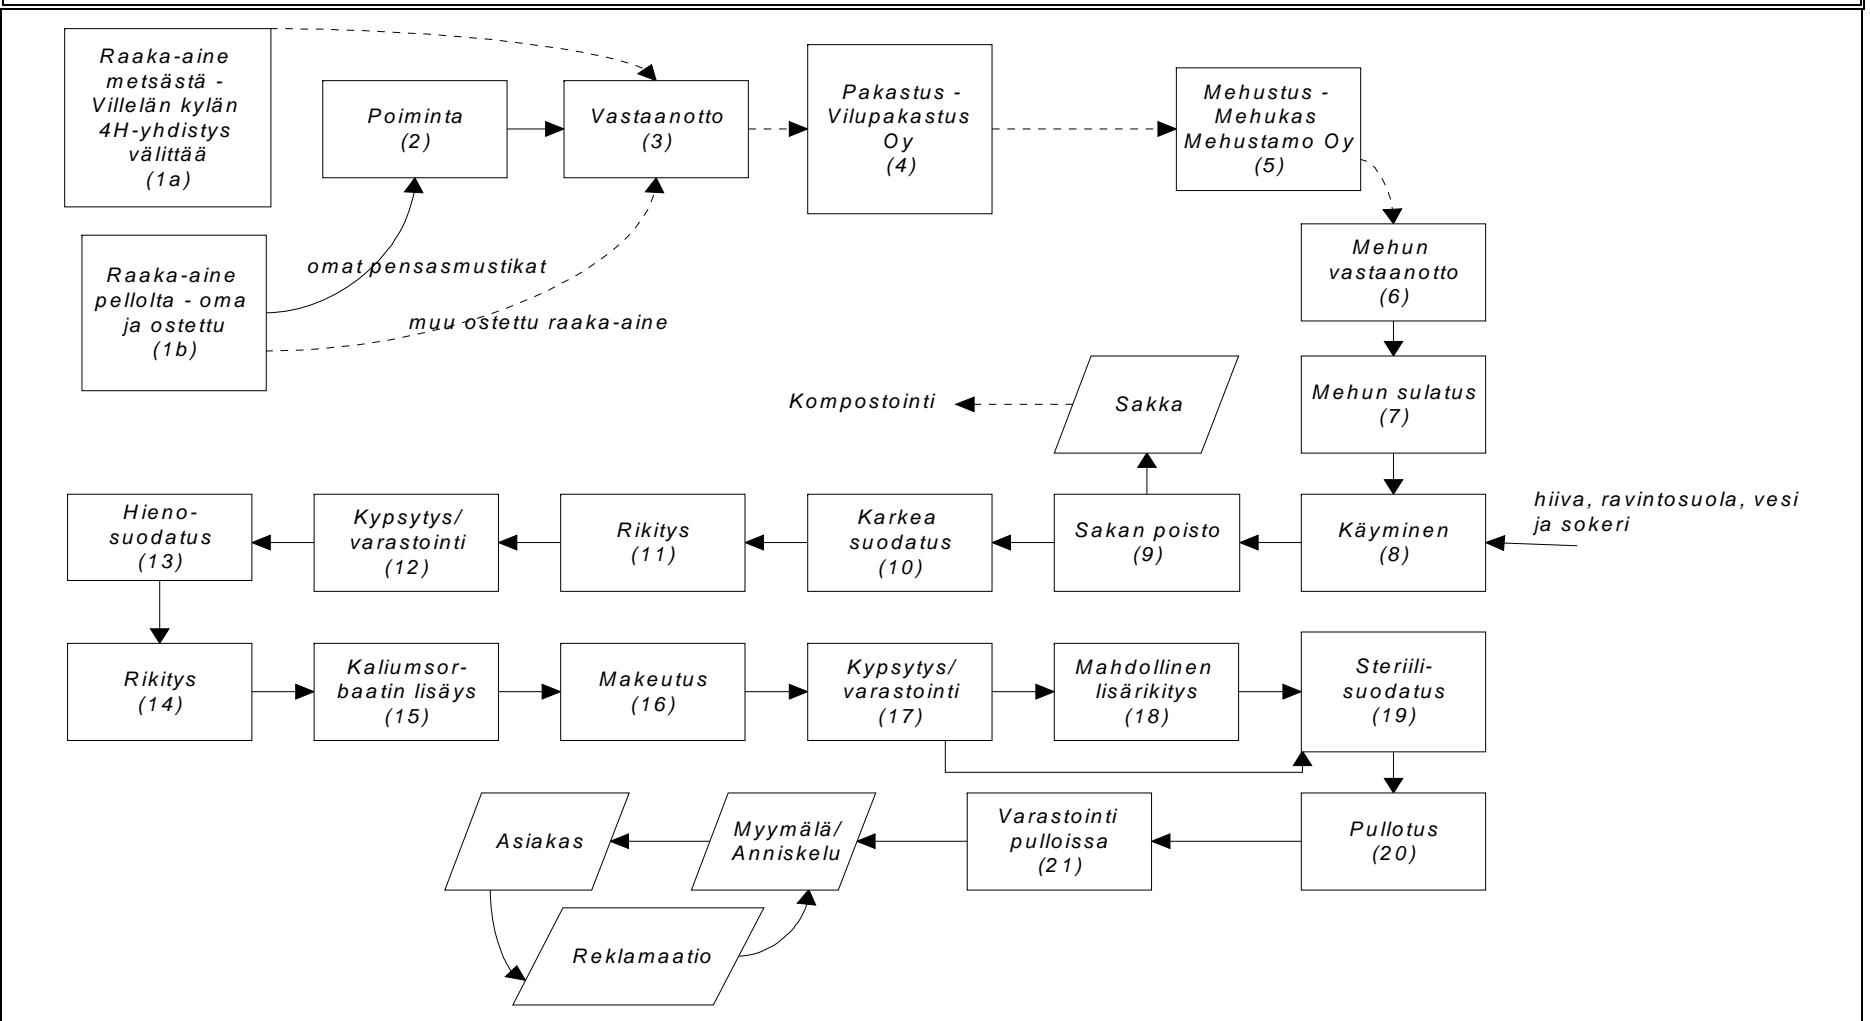 Raaka-aine
metsästä -
Villelän kylän
4H-yhdistys
välittää
(1a)
Poiminta
(2)
Vastaanotto
(3)
Pakastus -
Vilupakastus
Oy
(4)
Mehustus -
Mehukas
Mehustamo Oy
(5)
Raaka-aine
pellolta - oma
ja ostettu
(1b)
omat pensasmustikat
muu ostettu raaka-aine
Mehun
vastaanotto
(6)
Mehun sulatus
(7)
Sakka
Kompostointi
hiiva, ravintosuola, vesi
ja sokeri
Käyminen
(8)
Sakan poisto
(9)
Karkea
suodatus
(10)
Rikitys
(11)
Kypsytys/
varastointi
(12)
Hieno-
suodatus
(13)
Rikitys
(14)
Kaliumsor-
baatin lisäys
(15)
Makeutus
(16)
Kypsytys/
varastointi
(17)
Mahdollinen
lisärikitys
(18)
Steriili-
suodatus
(19)
Pullotus
(20)
Varastointi
pulloissa
(21)
Myymälä/
Anniskelu
Asiakas
Reklamaatio